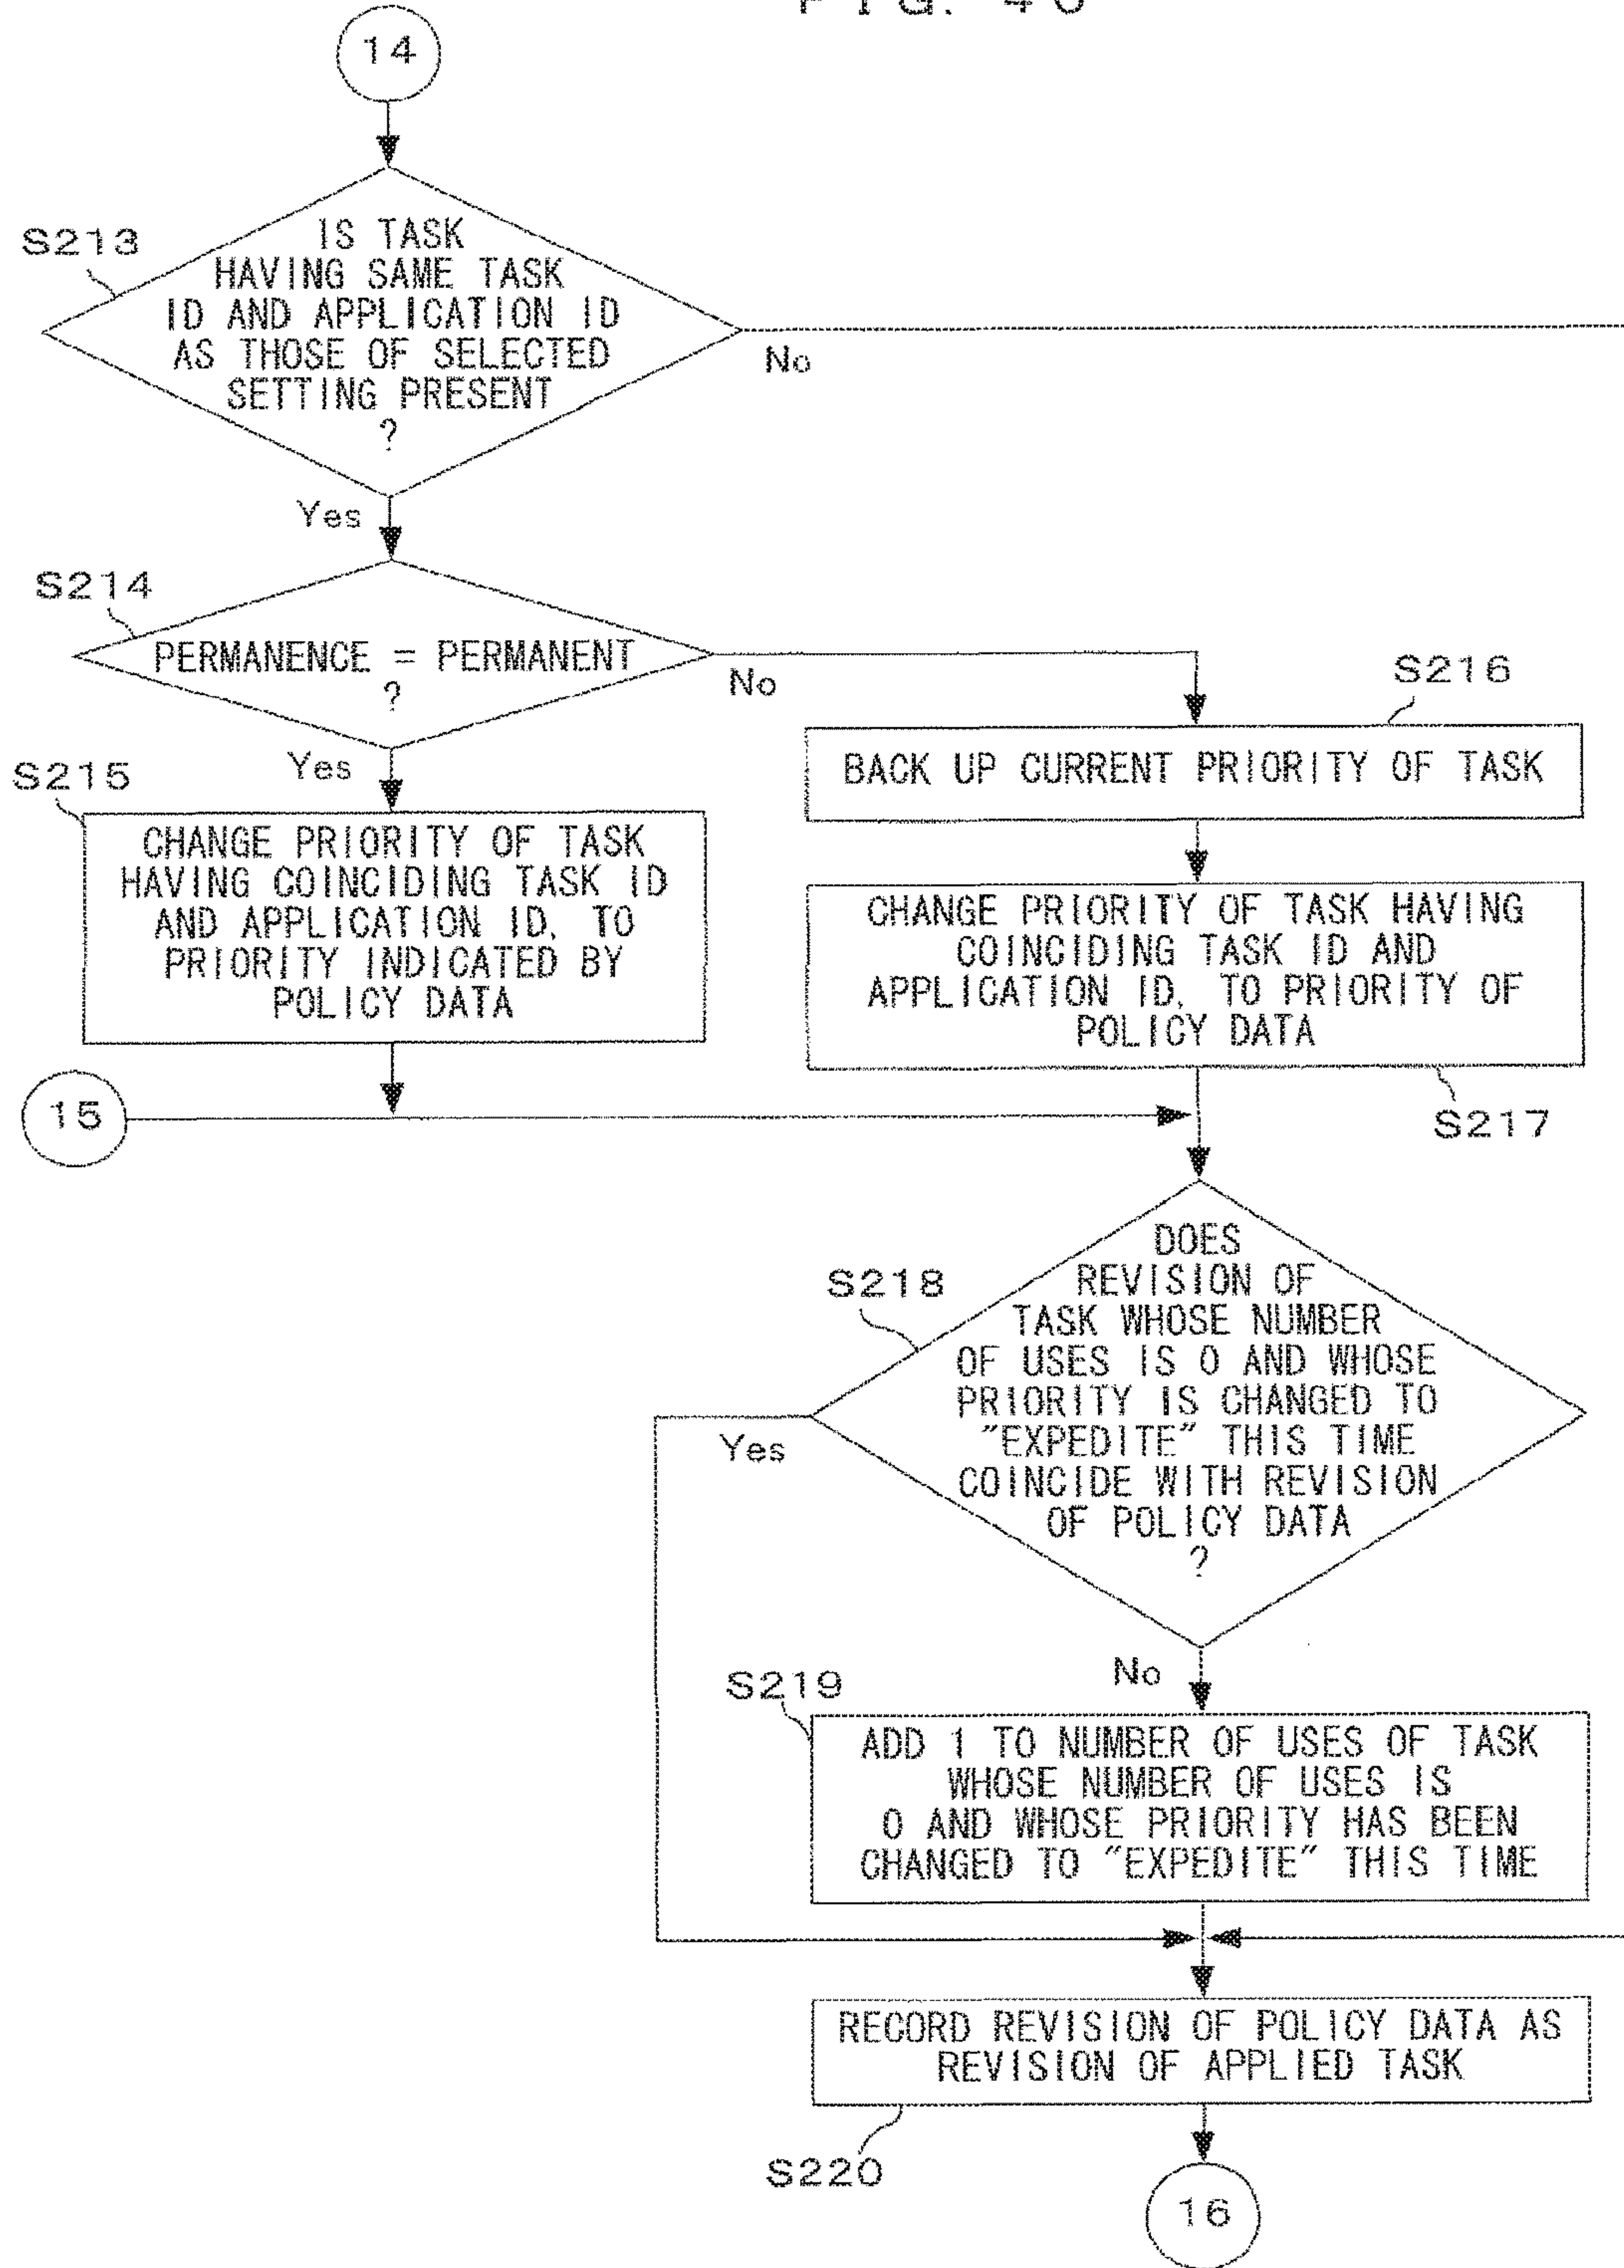 14
S213
IS TASK
HAVING SAME TASK
ID AND APPLICATION ID
AS THOSE OF SELECTED
SETTING PRESENT
?
No
Yes
S214
PERMANENCE = PERMANENT
?
No
Yes
S216
BACK UP CURRENT PRIORITY OF TASK
S215
CHANGE PRIORITY OF TASK
HAVING COINCIDING TASK ID
AND APPLICATION ID, TO
PRIORITY INDICATED BY
POLICY DATA
CHANGE PRIORITY OF TASK HAVING
COINCIDING TASK ID AND
APPLICATION ID, TO PRIORITY OF
POLICY DATA
S217
15
S218
DOES
REVISION OF
TASK WHOSE NUMBER
OF USES IS 0 AND WHOSE
PRIORITY IS CHANGED TO
"EXPEDITE" THIS TIME
COINCIDE WITH REVISION
OF POLICY DATA
?
Yes
No
S219
ADD 1 TO NUMBER OF USES OF TASK
WHOSE NUMBER OF USES IS
0 AND WHOSE PRIORITY HAS BEEN
CHANGED TO "EXPEDITE" THIS TIME
RECORD REVISION OF POLICY DATA AS
REVISION OF APPLIED TASK
S220
16